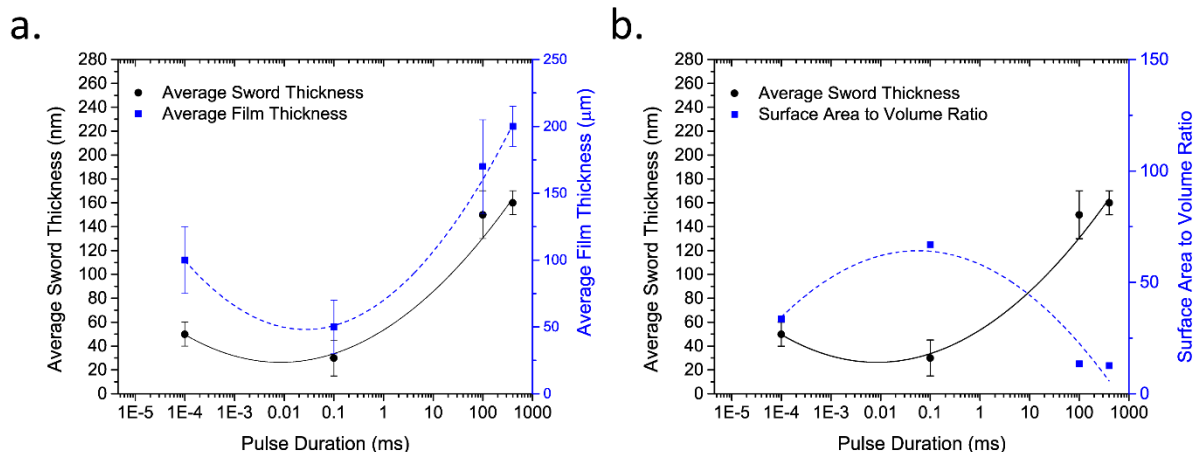 a.
280
260
240
220
200
180
160
140
120
100
80
60
40
20
0
Average Sword Thickness (nm)
Average Sword Thickness
Average Film Thickness
250
200
150
100
50
0
Average Film Thickness (μm)
1E-5 1E-4 1E-3 0.01 0.1 1 10 100 1000
Pulse Duration (ms)
b.
280
260
240
220
200
180
160
140
120
100
80
60
40
20
0
Average Sword Thickness (nm)
Average Sword Thickness
Surface Area to Volume Ratio
150
100
50
0
Surface Area to Volume Ratio
1E-5 1E-4 1E-3 0.01 0.1 1 10 100 1000
Pulse Duration (ms)